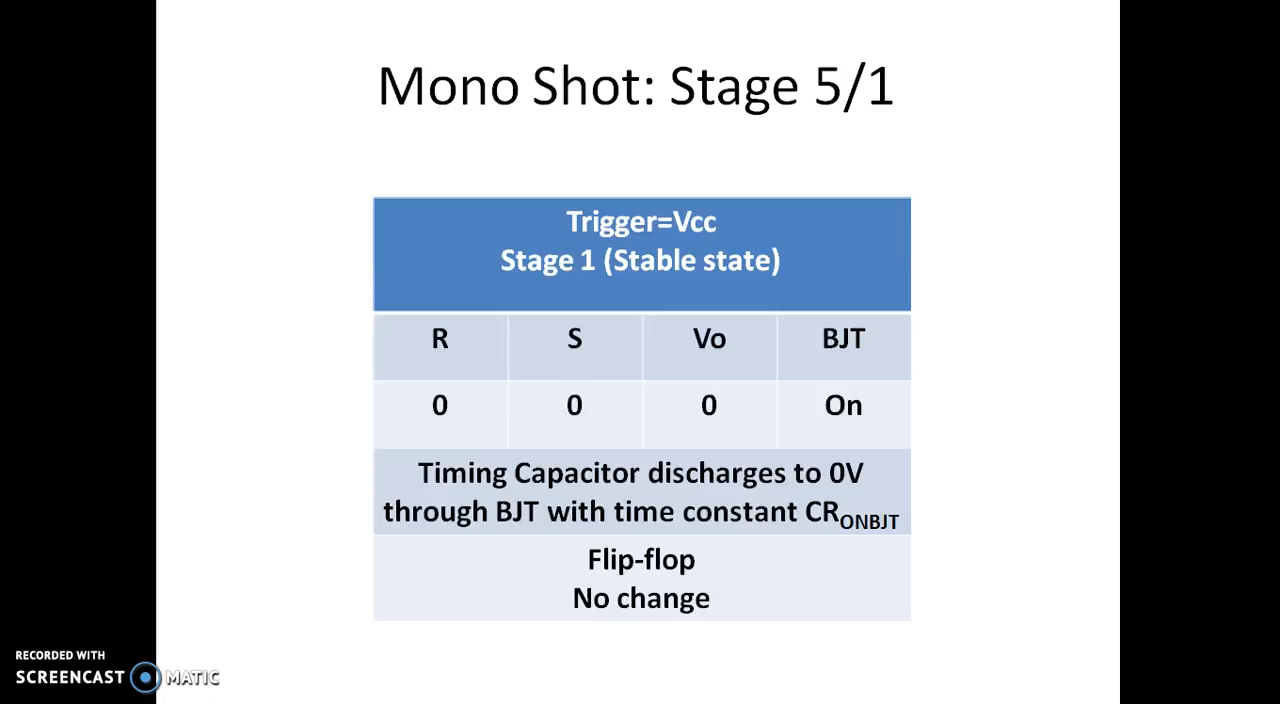 Mono Shot: Stage 5/1
Trigger=Vcc
Stage 1 (Stable state)
R S Vo BJT
0 0 0 On
Timing Capacitor discharges to 0V
through BJT with time constant CRONBJT
Flip-flop
No change
RECORDED WITH
SCREENCAST MATIC